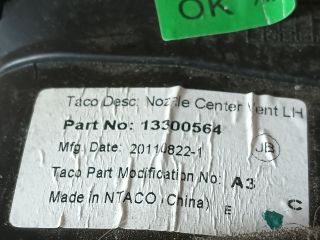 OK
Taco Desc: Nozzle Center Vent LH
Part No: 13300564
Mfg Date: 20110822-1
JB
Taco Part Modification No: A3
Made in NTACO (China) E C